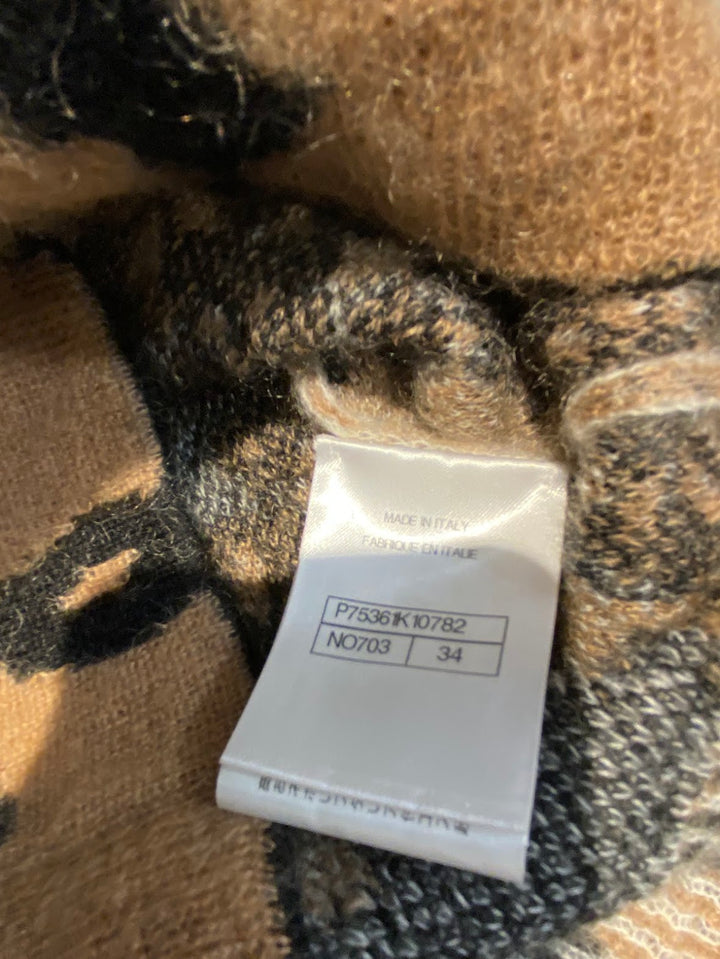 MADE IN ITALY
FABRIQUE EN ITALIE
P75361K10782
NO703 34